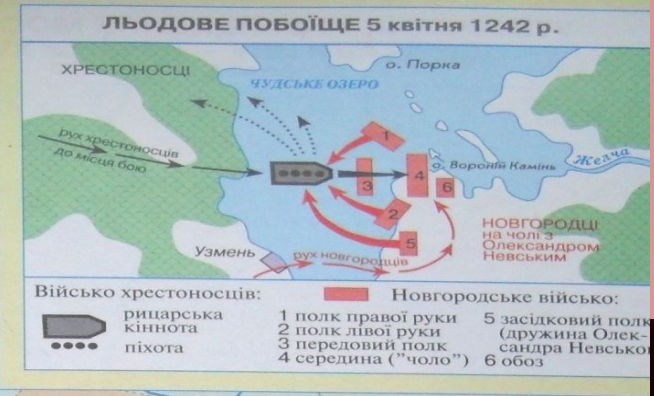 ЛЬОДОВЕ ПОБОЇЩЕ 5 квітня 1242 р.
ХРЕСТОНОСЦІ
о. Порка
ЧУДСЬКЕ ОЗЕРО
рух хрестоносців
до місця бою
1
3
4
6
2
5
о. Вороній Камінь
Желча
НОВГОРОДЦІ
на чолі з
Олександром
Невським
Узмень
рух новгородців
Військо хрестоносців:
рицарська
кіннота
піхота
Новгородське військо:
1 полк правої руки
2 полк лівої руки
3 передовий полк
4 середина ("чоло")
5 засідковий полк
(дружина Олек-
сандра Невсько
6 обоз